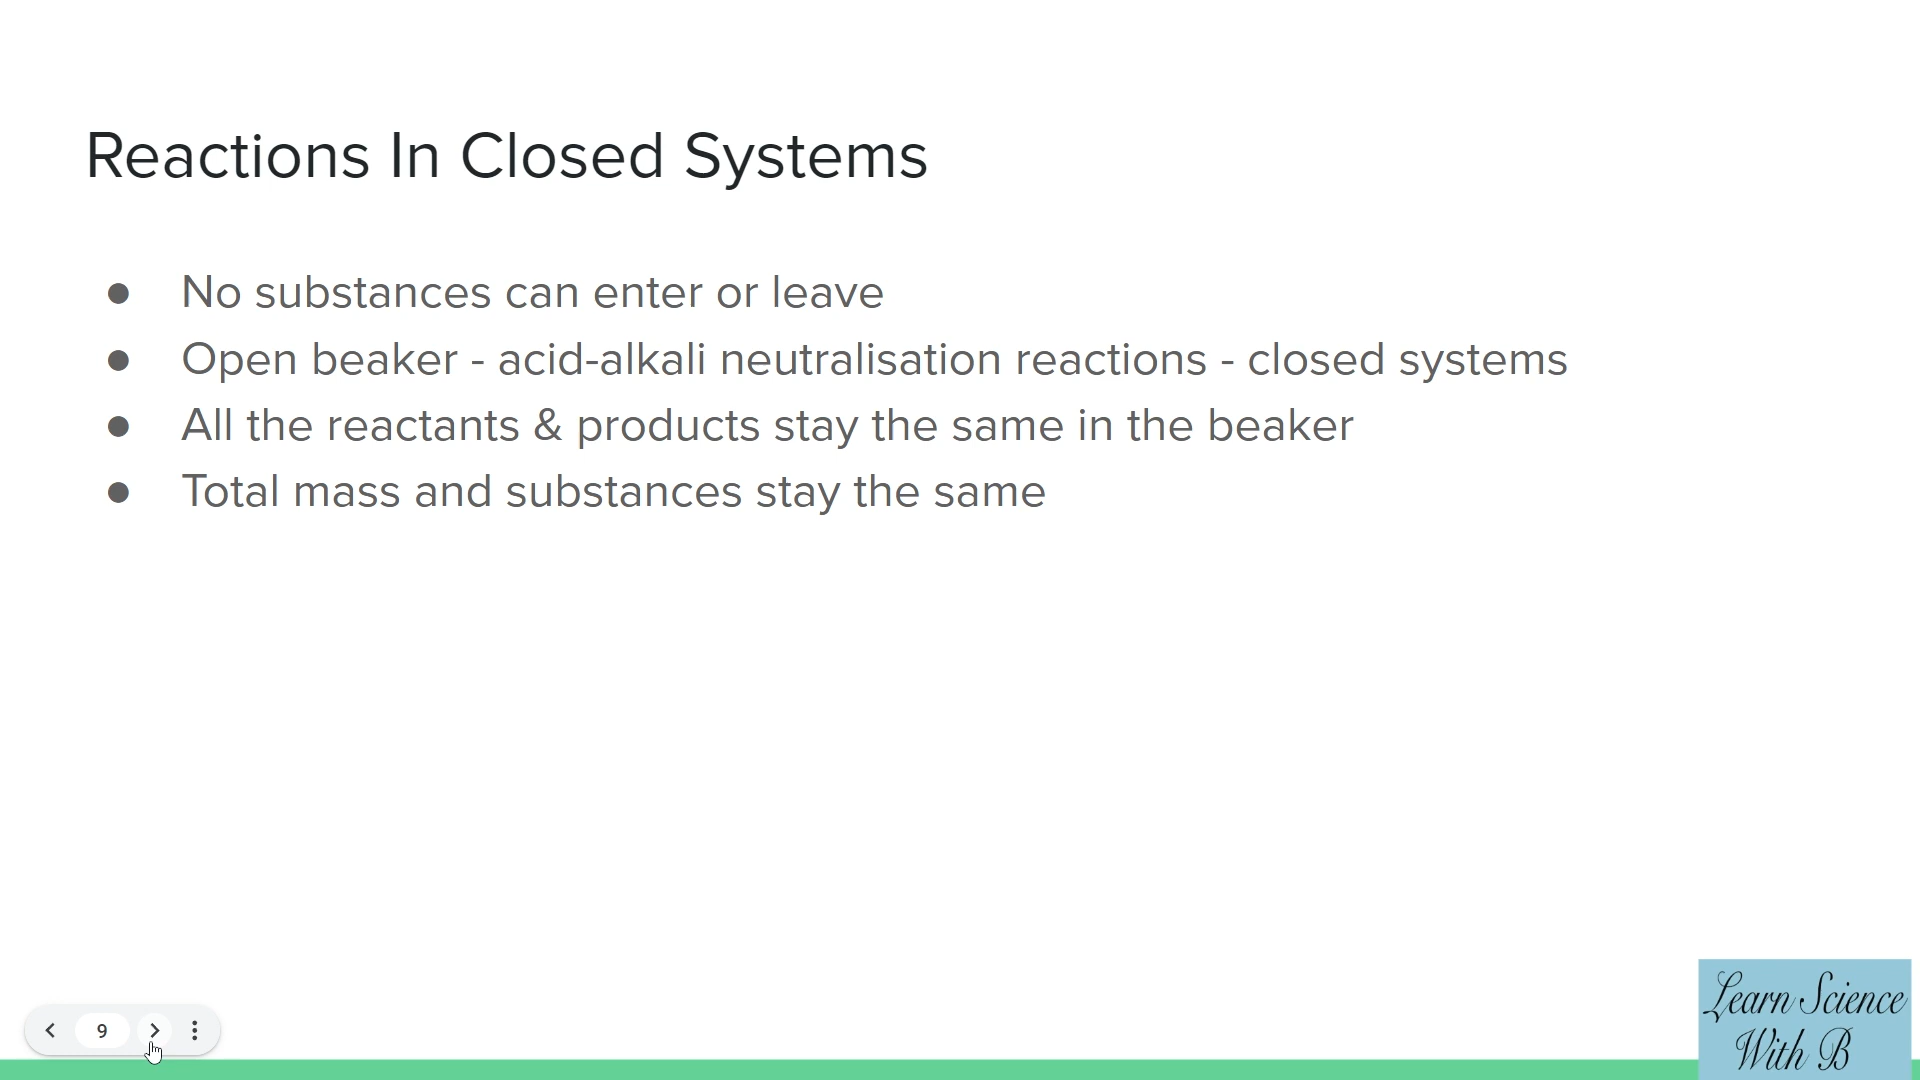 Reactions In Closed Systems
● No substances can enter or leave
● Open beaker - acid-alkali neutralisation reactions - closed systems
● All the reactants & products stay the same in the beaker
● Total mass and substances stay the same
9
Learn Science
With B